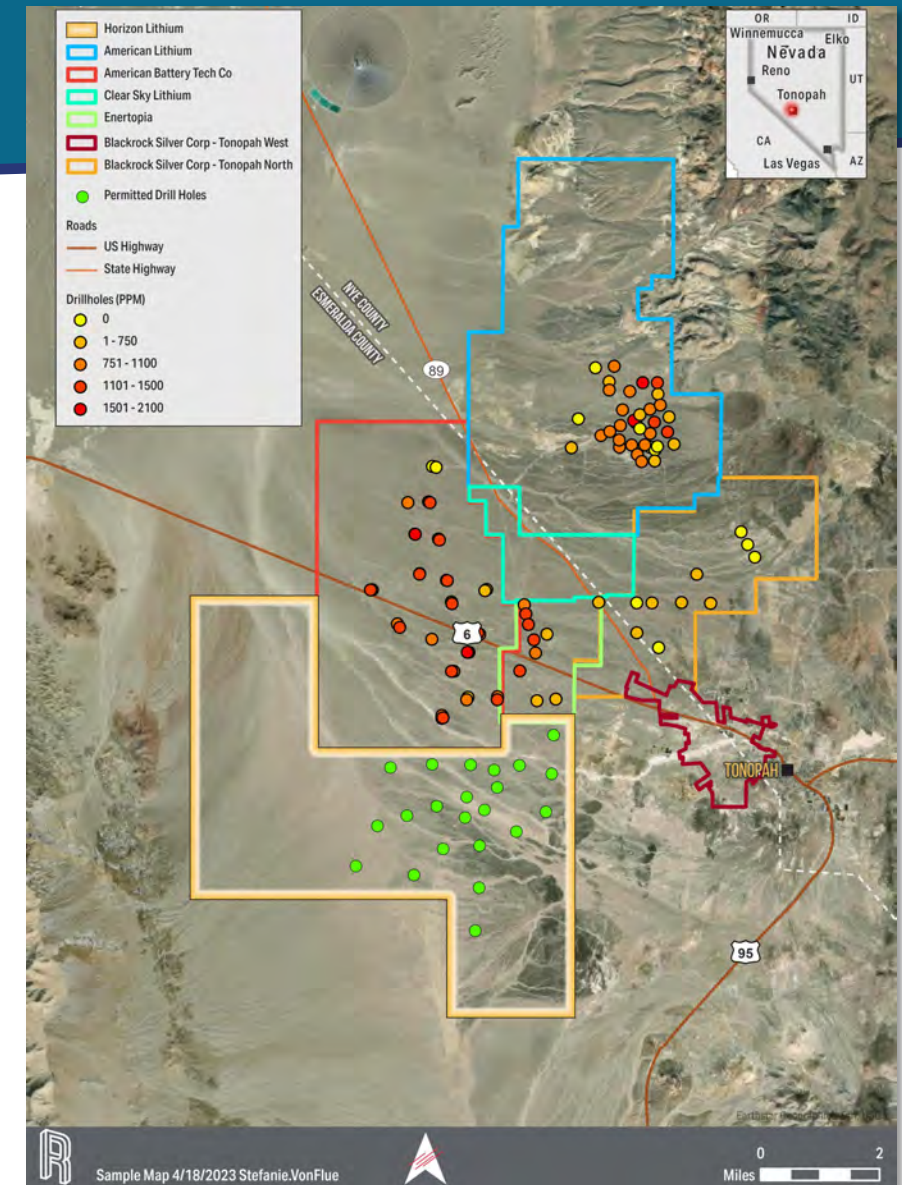 Horizon Lithium
American Lithium
American Battery Tech Co
Clear Sky Lithium
Enertopia
Blackrock Silver Corp - Tonopah West
Blackrock Silver Corp - Tonopah North
Permitted Drill Holes
Roads
US Highway
State Highway
Drillholes (PPM)
0
1 - 750
751 - 1100
1101 - 1500
1501 - 2100
OR
ID
Winnemucca
Elko
Nevada
Reno
UT
Tonopah
CA
Las Vegas
AZ
NYE COUNTY
ESMERALDA COUNTY
89
6
TONOPAH
95
Earthstar
R
Sample Map 4/18/2023 Stefanie.VonFlue
0
2
Miles